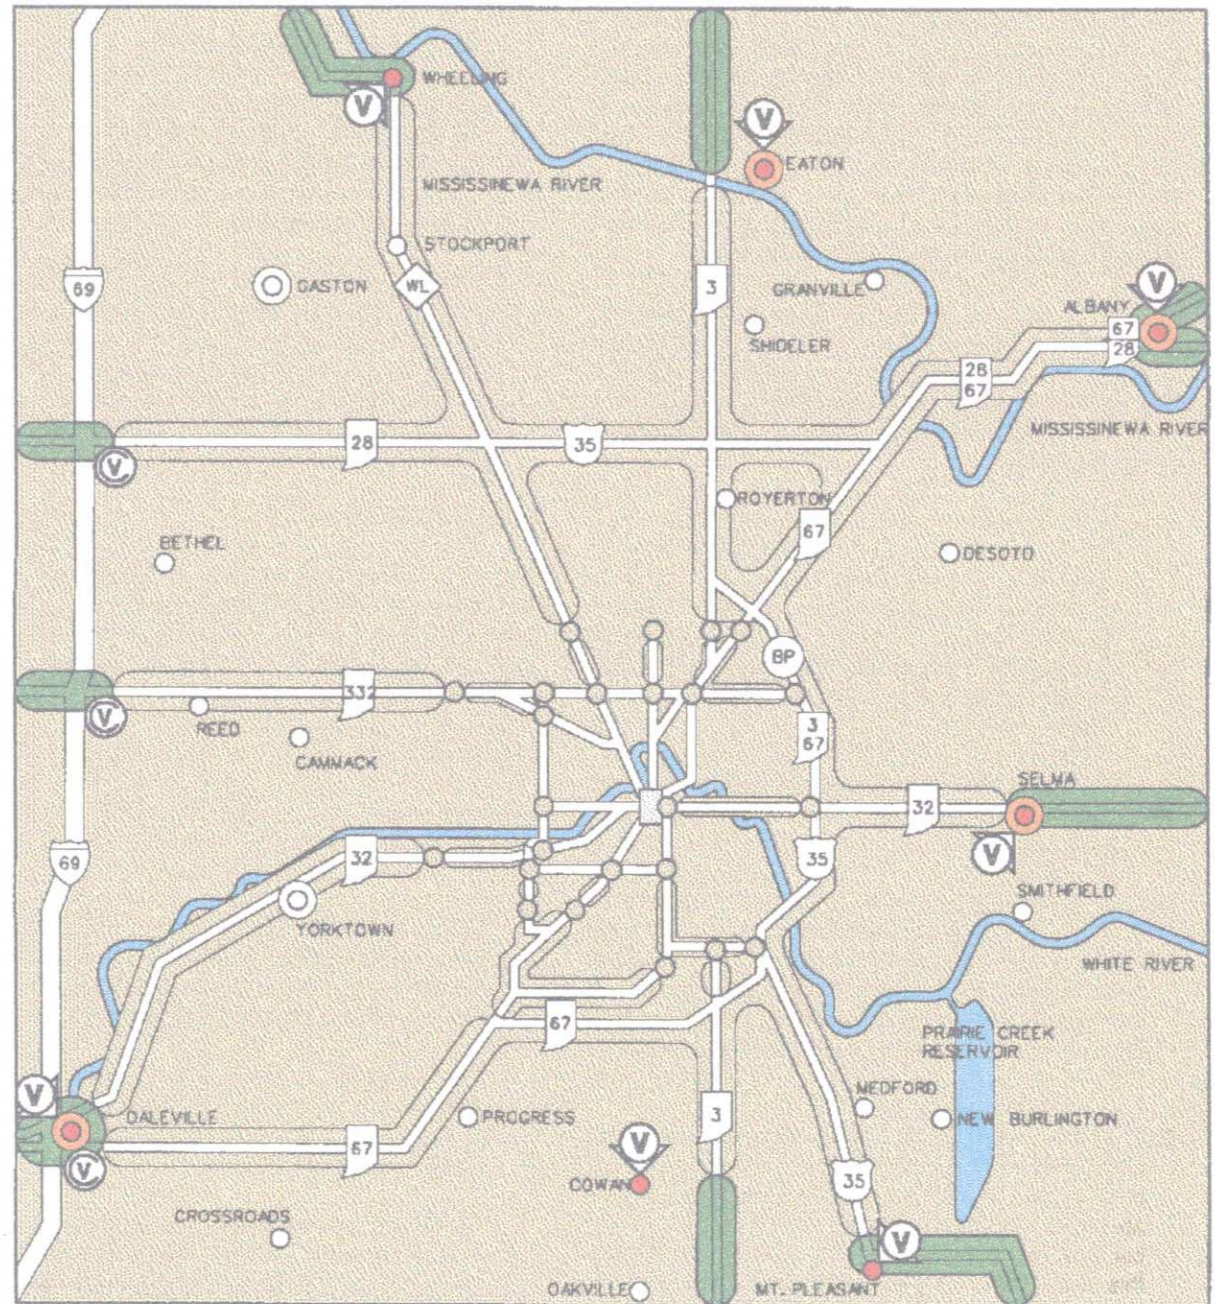 WHEELING
V
V
EATON
MISSISSINEWA RIVER
STOCKPORT
V
69
GASTON
WL
3
GRANVILLE
ALBANY
67
28
SHIDELER
28
67
28
35
MISSISSINEWA RIVER
V
ROYERTON
67
BETHEL
DESOTO
BP
332
V
REED
3
67
CAMMACK
SELMA
32
69
32
35
V
SMITHFIELD
YORKTOWN
WHITE RIVER
67
PRAIRIE CREEK
RESERVOIR
V
MEDFORD
DALEVILLE
PROGRESS
3
NEW BURLINGTON
67
V
V
COWAN
35
CROSSROADS
V
OAKVILLE
MT. PLEASANT